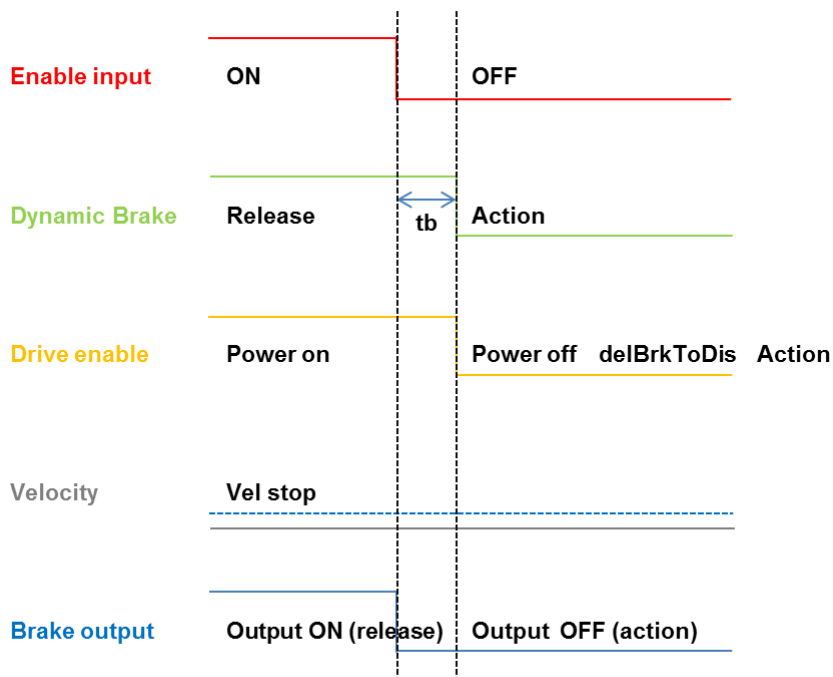 Enable input ON OFF
Dynamic Brake Release tb Action
Drive enable Power on Power off delBrkToDis Action
Velocity Vel stop
Brake output Output ON (release) Output OFF (action)